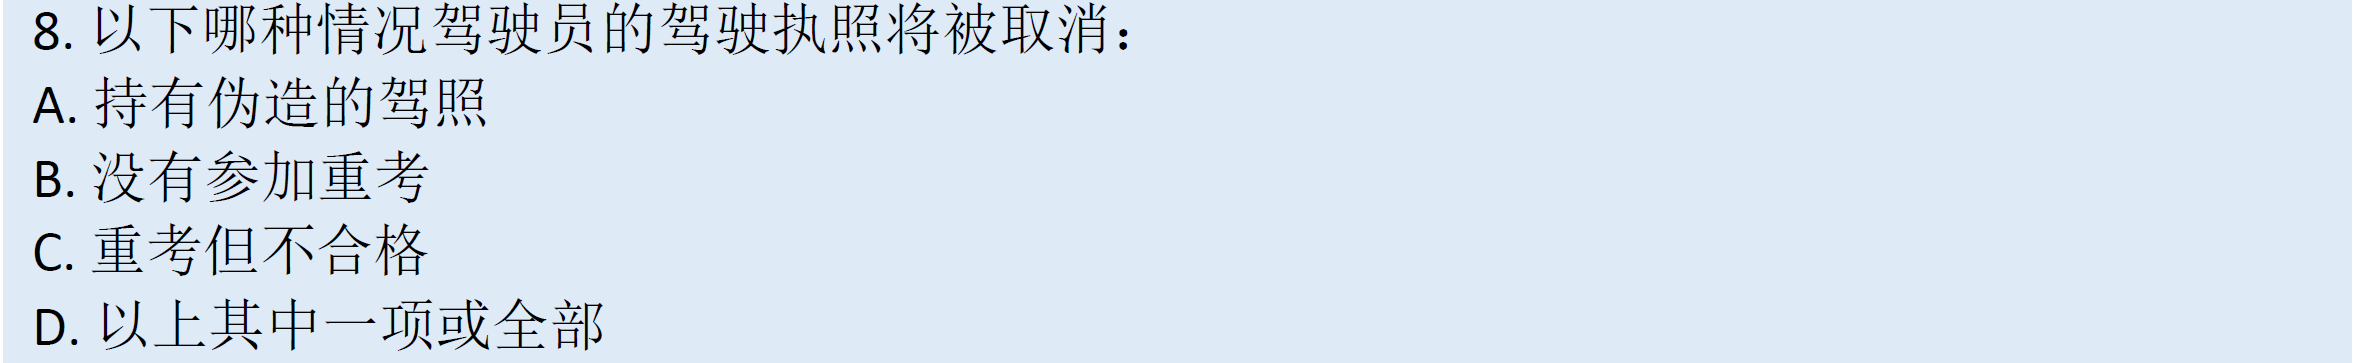 8. 以下哪种情况驾驶员的驾驶执照将被取消：
A. 持有伪造的驾照
B. 没有参加重考
C. 重考但不合格
D. 以上其中一项或全部